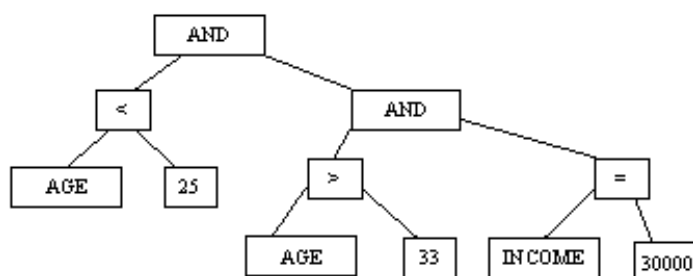 AND
<
AND
AGE
25
>
=
AGE
33
INCOME
30000